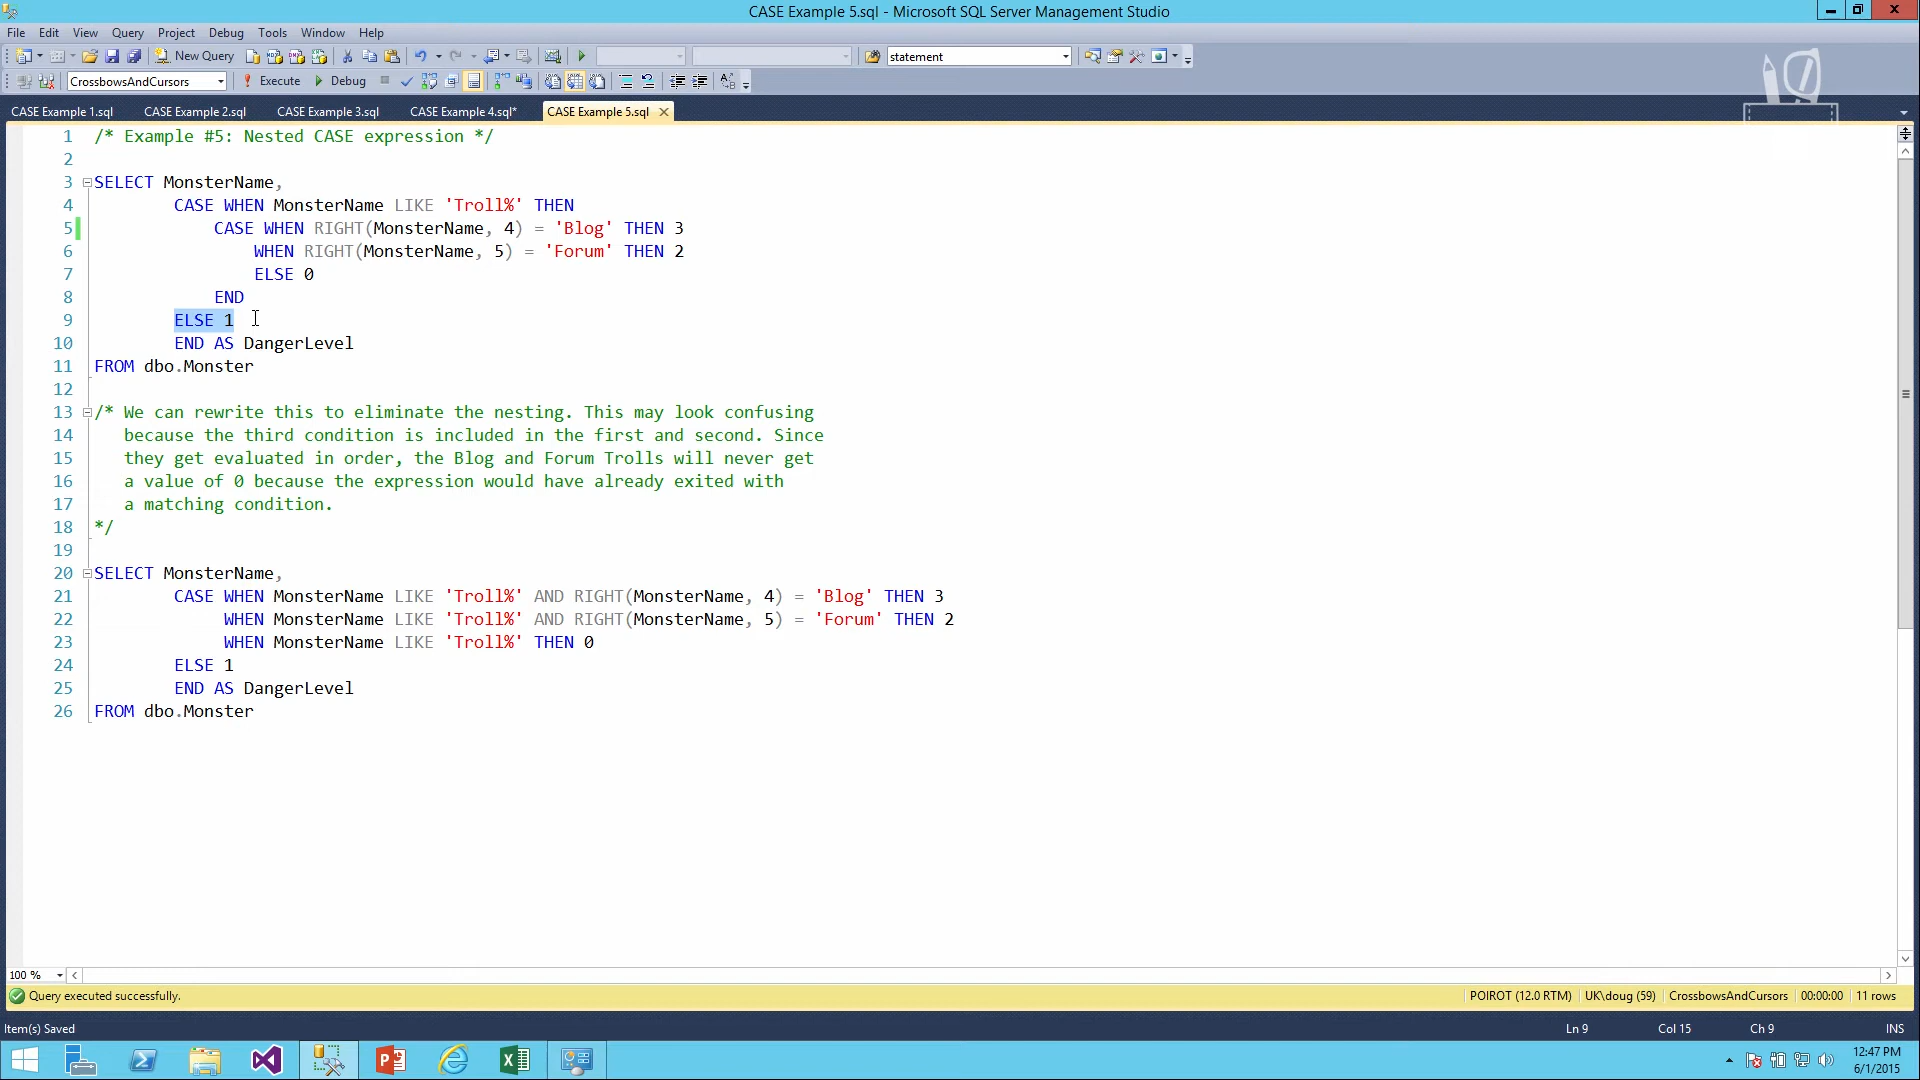 CASE Example 5.sql - Microsoft SQL Server Management Studio
File Edit View Query Project Debug Tools Window Help
New Query statement
CrossbowsAndCursors Execute Debug
CASE Example 1.sql CASE Example 2.sql CASE Example 3.sql CASE Example 4.sql* CASE Example 5.sql
1 /* Example #5: Nested CASE expression */
2
3 SELECT MonsterName,
4 CASE WHEN MonsterName LIKE 'Troll%' THEN
5 CASE WHEN RIGHT(MonsterName, 4) = 'Blog' THEN 3
6 WHEN RIGHT(MonsterName, 5) = 'Forum' THEN 2
7 ELSE 0
8 END
9 ELSE 1
10 END AS DangerLevel
11 FROM dbo.Monster
12
13 /* We can rewrite this to eliminate the nesting. This may look confusing
14 because the third condition is included in the first and second. Since
15 they get evaluated in order, the Blog and Forum Trolls will never get
16 a value of 0 because the expression would have already exited with
17 a matching condition.
18 */
19
20 SELECT MonsterName,
21 CASE WHEN MonsterName LIKE 'Troll%' AND RIGHT(MonsterName, 4) = 'Blog' THEN 3
22 WHEN MonsterName LIKE 'Troll%' AND RIGHT(MonsterName, 5) = 'Forum' THEN 2
23 WHEN MonsterName LIKE 'Troll%' THEN 0
24 ELSE 1
25 END AS DangerLevel
26 FROM dbo.Monster
100 %
Query executed successfully. POIROT (12.0 RTM) UK\doug (59) CrossbowsAndCursors 00:00:00 11 rows
Item(s) Saved Ln 9 Col 15 Ch 9 INS
12:47 PM
6/1/2015